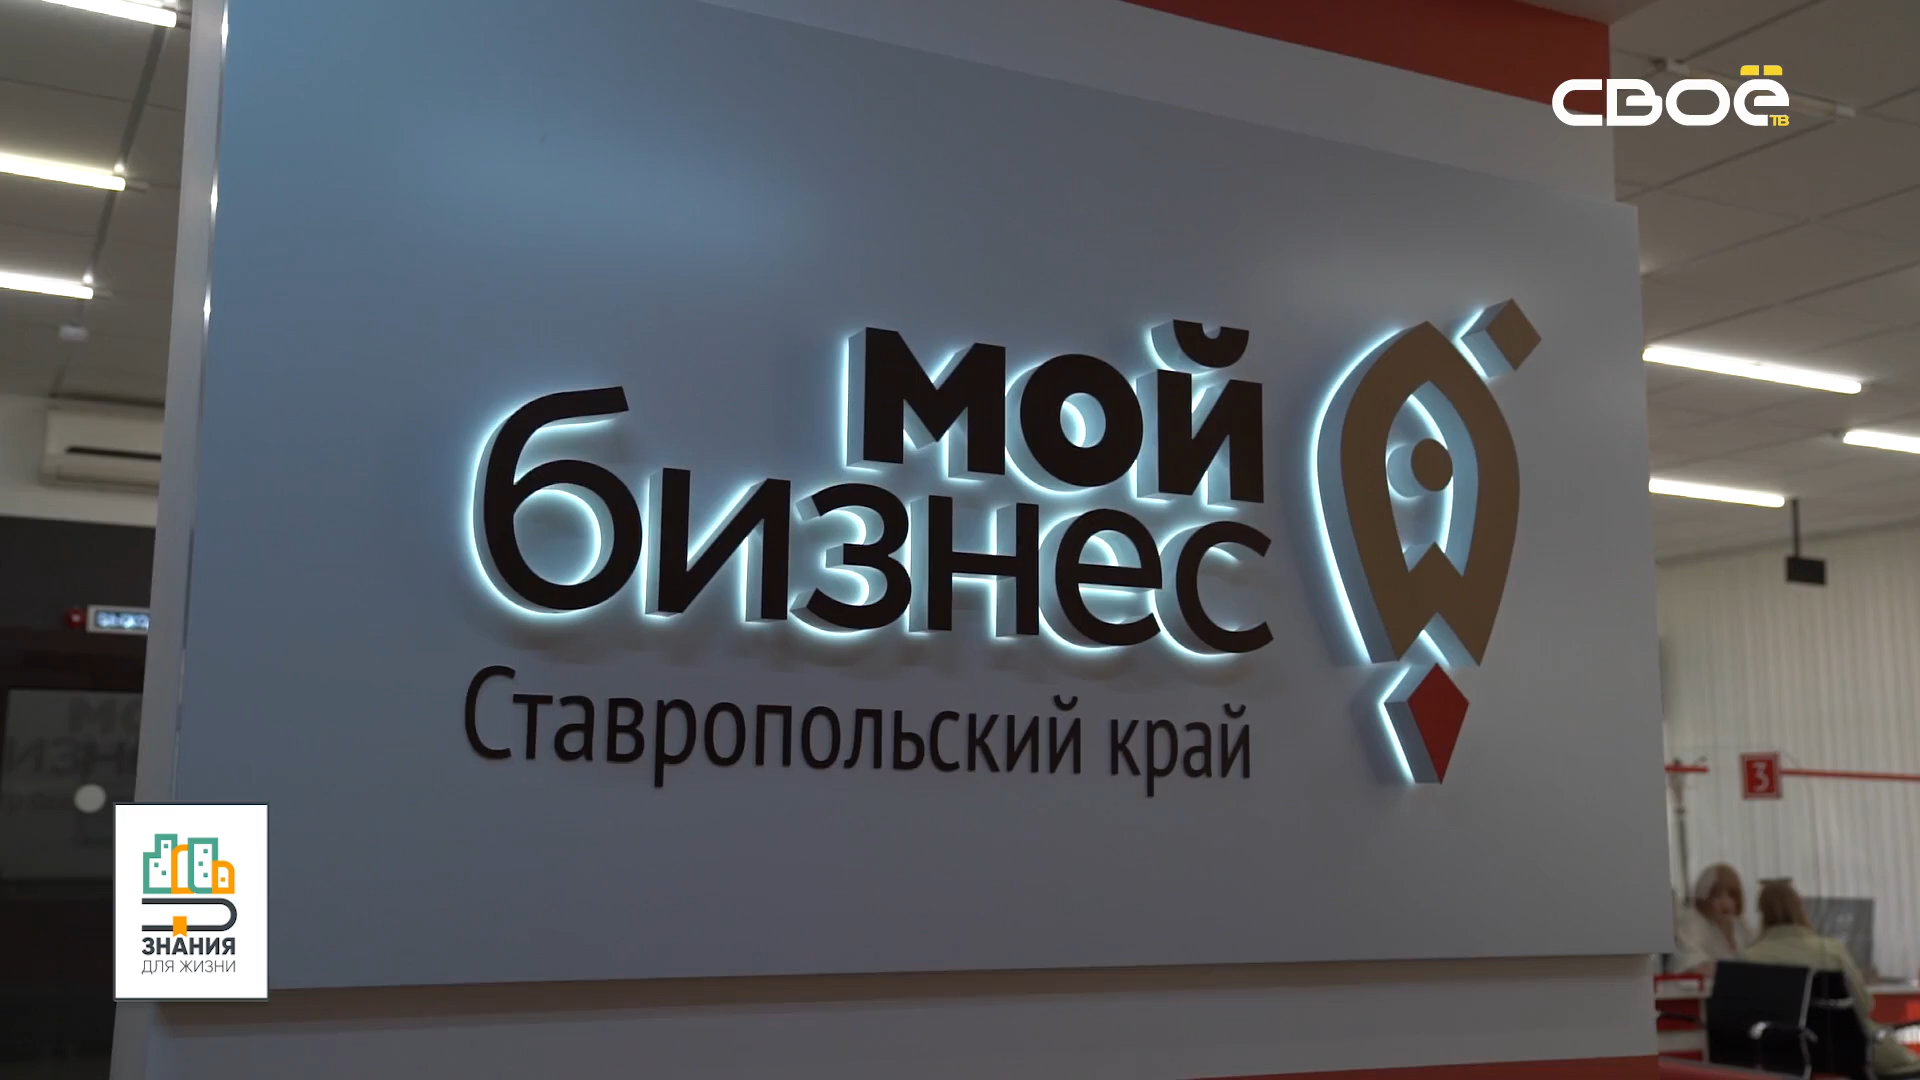 СВОЁ
ТВ
мой
бизнес
Ставропольский край
3
ЗНАНИЯ
ДЛЯ ЖИЗНИ